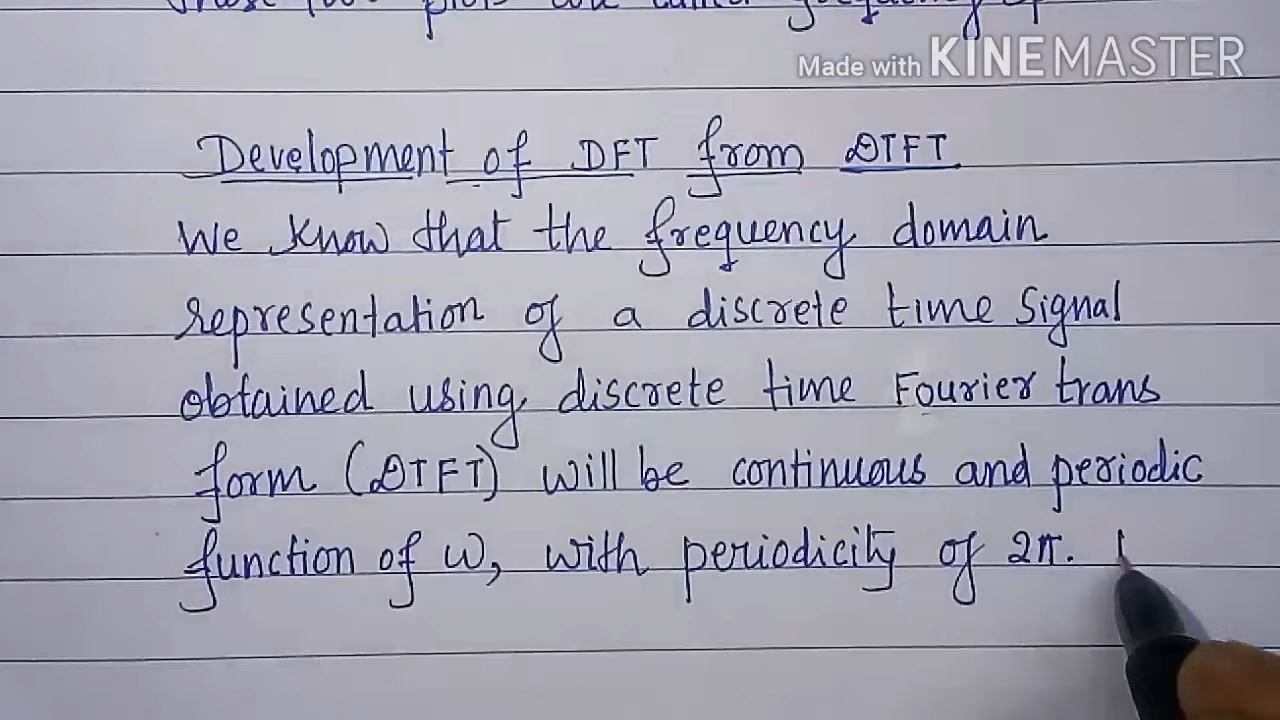 Made with KINEMASTER
Development of DFT from DTFT
We know that the frequency domain
representation of a discrete time signal
obtained using discrete time Fourier trans
form (DTFT) will be continuous and periodic
function of ω, with periodicity of 2π.